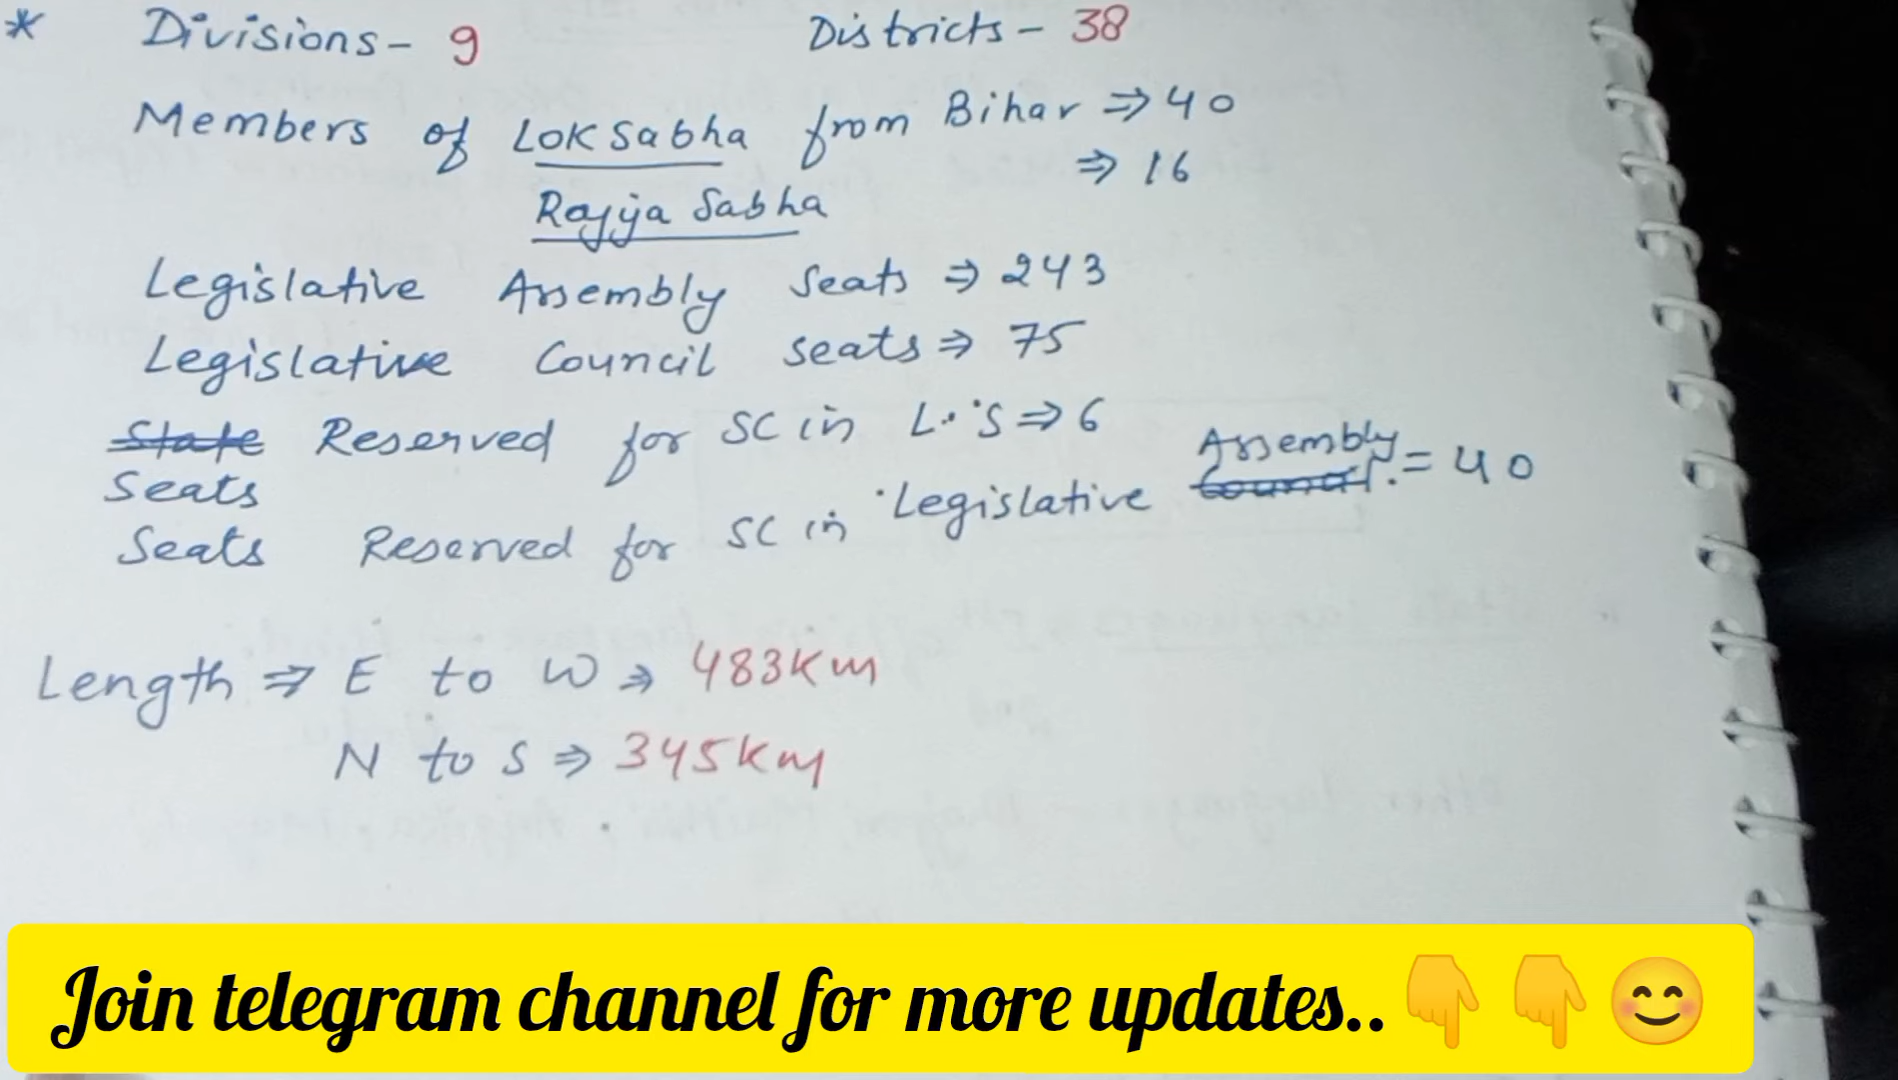 * Divisions - 9 Districts - 38
Members of Lok Sabha from Bihar ⇒ 40
Rajya Sabha ⇒ 16
Legislative Assembly Seats ⇒ 243
Legislative Council seats ⇒ 75
State Reserved for SC in L.S ⇒ 6
Seats
Seats Reserved for SC in Legislative Council. Assembly = 40
Length ⇒ E to W ⇒ 483km
N to S ⇒ 345km
Join telegram channel for more updates..👇👇😊